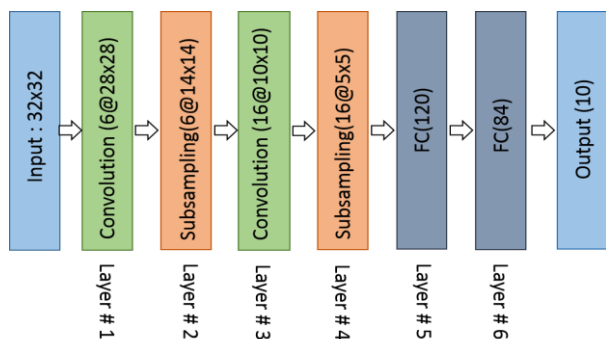 Input : 32x32
Convolution (6@28x28)
Subsampling(6@14x14)
Convolution (16@10x10)
Subsampling(16@5x5)
FC(120)
FC(84)
Output (10)
Layer # 1
Layer # 2
Layer # 3
Layer # 4
Layer # 5
Layer # 6